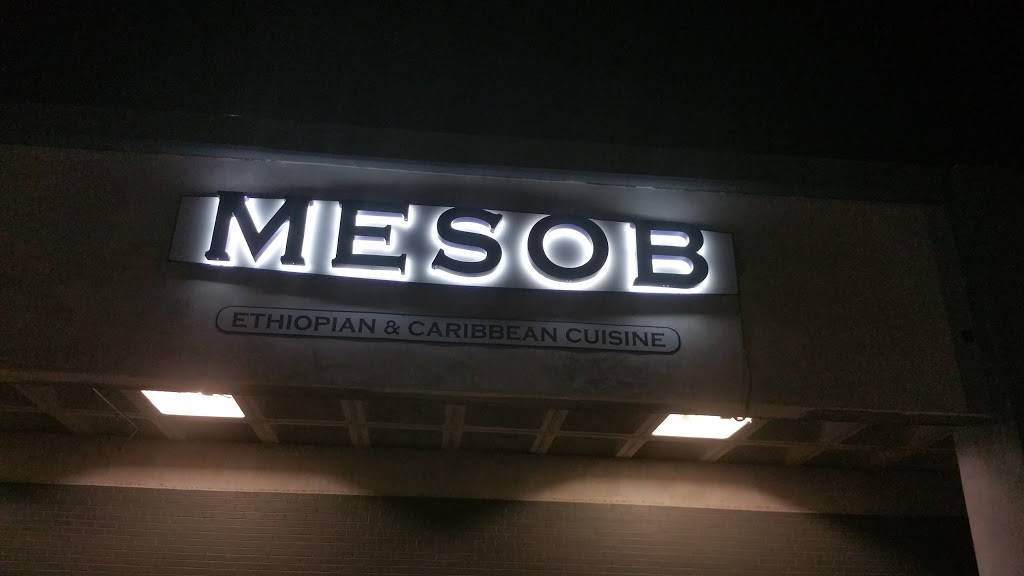 MESOB
ETHIOPIAN & CARIBBEAN CUISINE